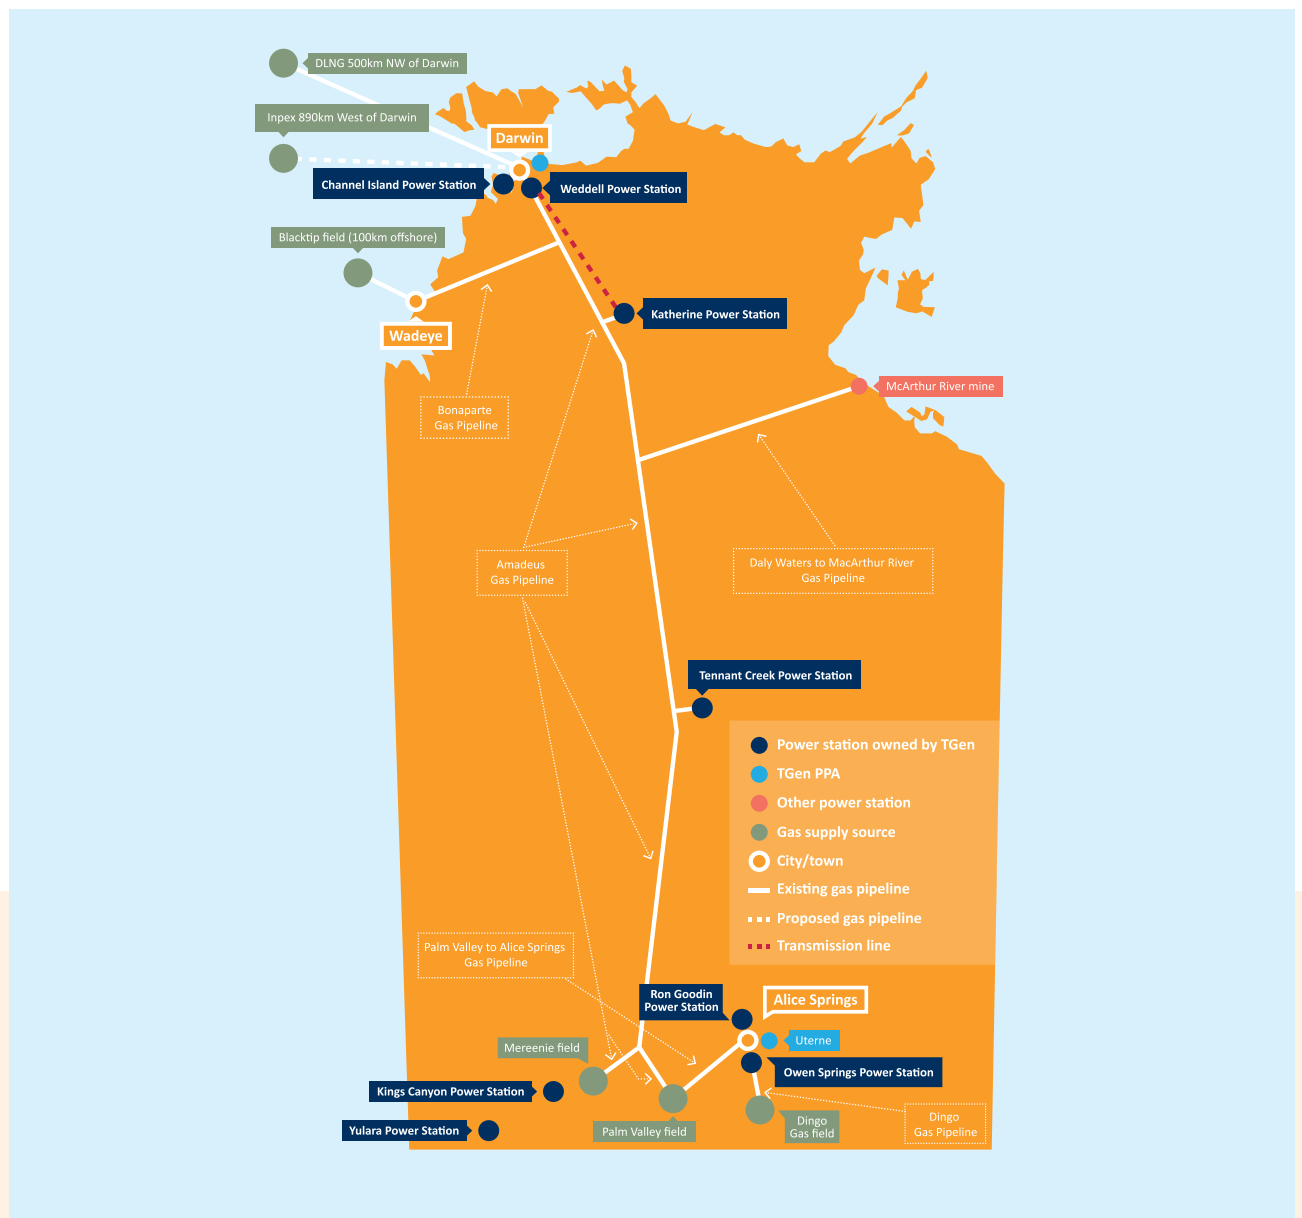 DLNG 500km NW of Darwin
Inpex 890km West of Darwin
Darwin
Channel Island Power Station
Weddell Power Station
Blacktip field (100km offshore)
Katherine Power Station
Wadeye
McArthur River mine
Bonaparte
Gas Pipeline
Amadeus
Gas Pipeline
Daly Waters to MacArthur River
Gas Pipeline
Tennant Creek Power Station
Power station owned by TGen
TGen PPA
Other power station
Gas supply source
City/town
Existing gas pipeline
Proposed gas pipeline
Transmission line
Palm Valley to Alice Springs
Gas Pipeline
Ron Goodin
Power Station
Alice Springs
Mereenie field
Uterne
Owen Springs Power Station
Kings Canyon Power Station
Yulara Power Station
Palm Valley field
Dingo
Gas field
Dingo
Gas Pipeline